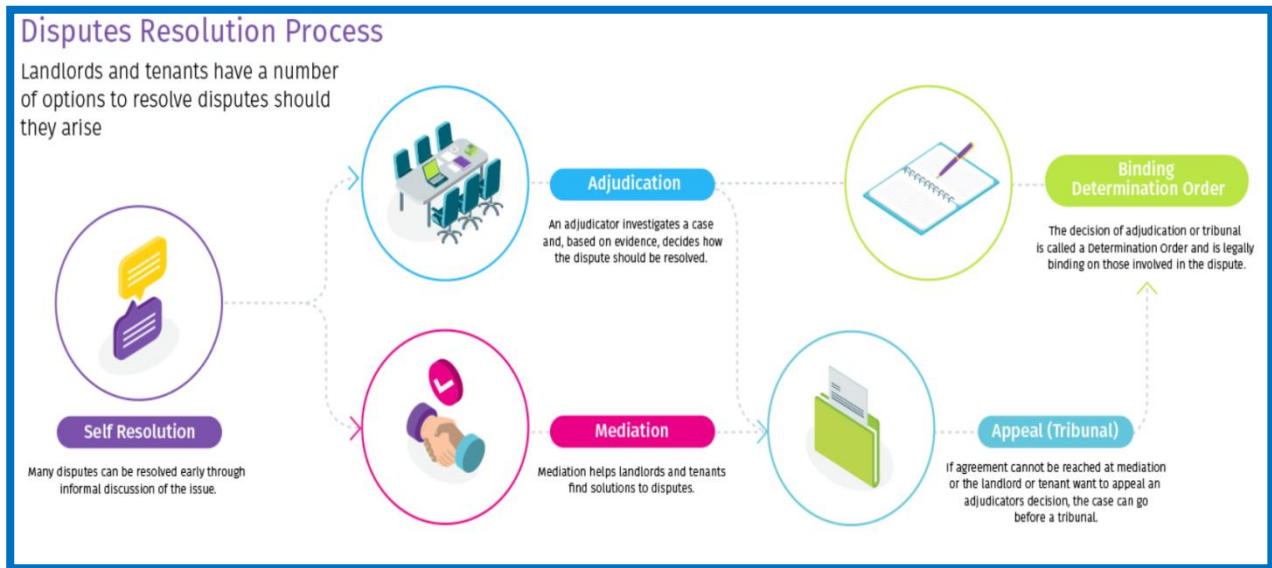 Disputes Resolution Process
Landlords and tenants have a number
of options to resolve disputes should
they arise
Self Resolution
Many disputes can be resolved early through
informal discussion of the issue.
Adjudication
An adjudicator investigates a case
and, based on evidence, decides how
the dispute should be resolved.
Mediation
Mediation helps landlords and tenants
find solutions to disputes.
Binding
Determination Order
The decision of adjudication or tribunal
is called a Determination Order and is legally
binding on those involved in the dispute.
Appeal (Tribunal)
If agreement cannot be reached at mediation
or the landlord or tenant want to appeal an
adjudicators decision, the case can go
before a tribunal.